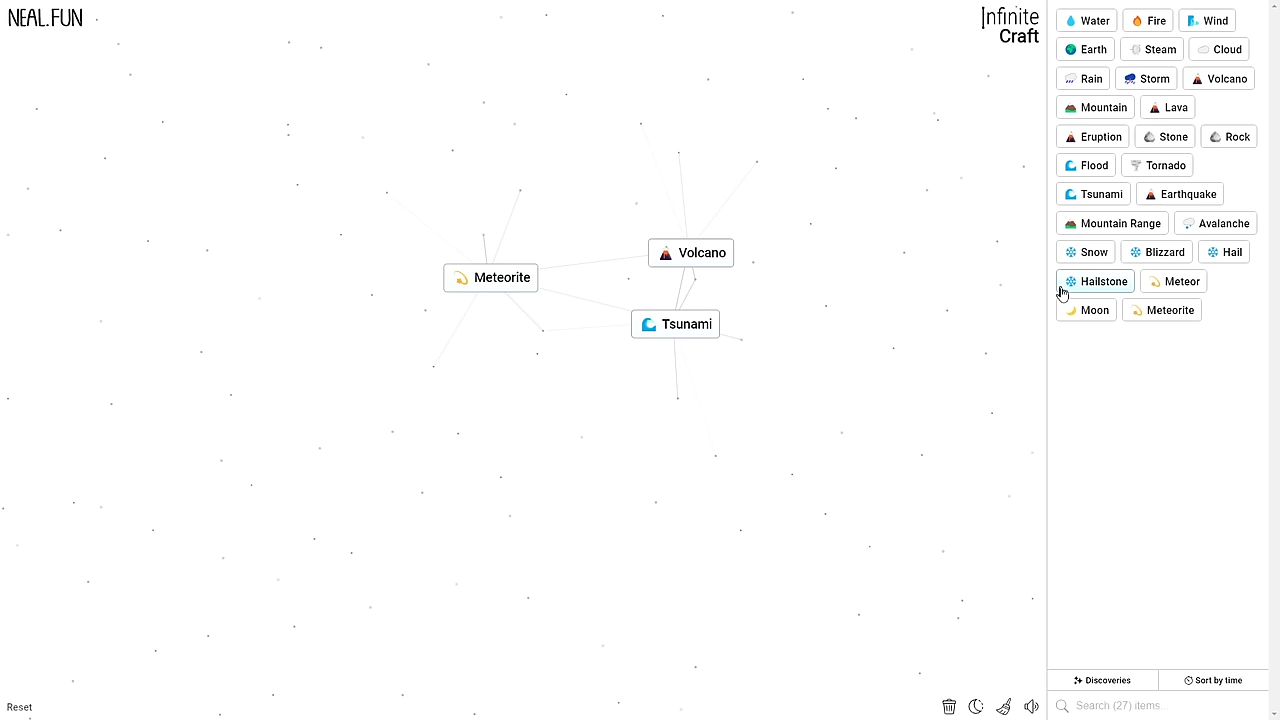 NEAL.FUN
Infinite
Craft
Meteorite
Volcano
Tsunami
Water Fire Wind
Earth Steam Cloud
Rain Storm Volcano
Mountain Lava
Eruption Stone Rock
Flood Tornado
Tsunami Earthquake
Mountain Range Avalanche
Snow Blizzard Hail
Hailstone Meteor
Moon Meteorite
Discoveries Sort by time
Search (27) items...
Reset